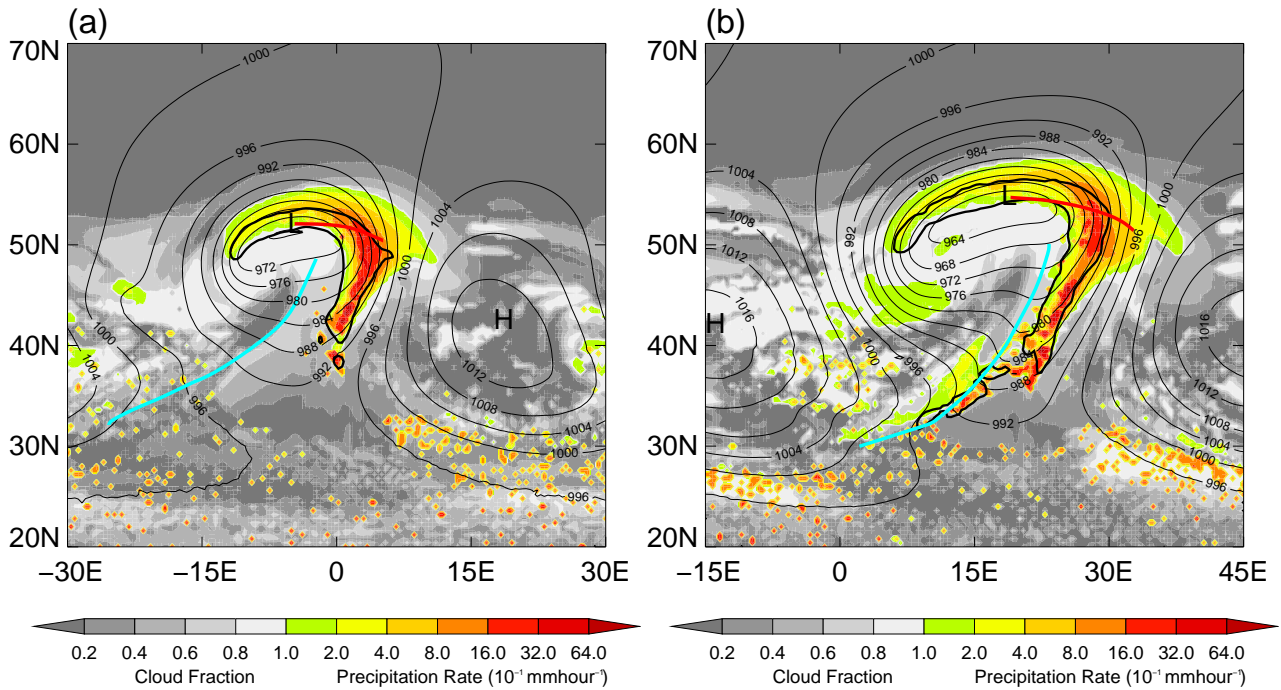 (a)
(b)
70N
60N
50N
40N
30N
20N
−30E
−15E
0
15E
30E
1000
996
992
1004
L
972
976
980
984
988
992
996
1000
H
1012
1008
1004
1000
996
1000
1004
996
70N
60N
50N
40N
30N
20N
−15E
0
15E
30E
45E
1000
996
992
988
984
980
1004
1008
1012
1016
H
992
L
964
968
972
976
980
984
988
992
996
1000
1004
1000
996
1016
1012
1008
1004
1000
996
0.2 0.4 0.6 0.8 1.0 2.0 4.0 8.0 16.0 32.0 64.0
Cloud Fraction Precipitation Rate (10⁻¹ mmhour⁻¹)
0.2 0.4 0.6 0.8 1.0 2.0 4.0 8.0 16.0 32.0 64.0
Cloud Fraction Precipitation Rate (10⁻¹ mmhour⁻¹)